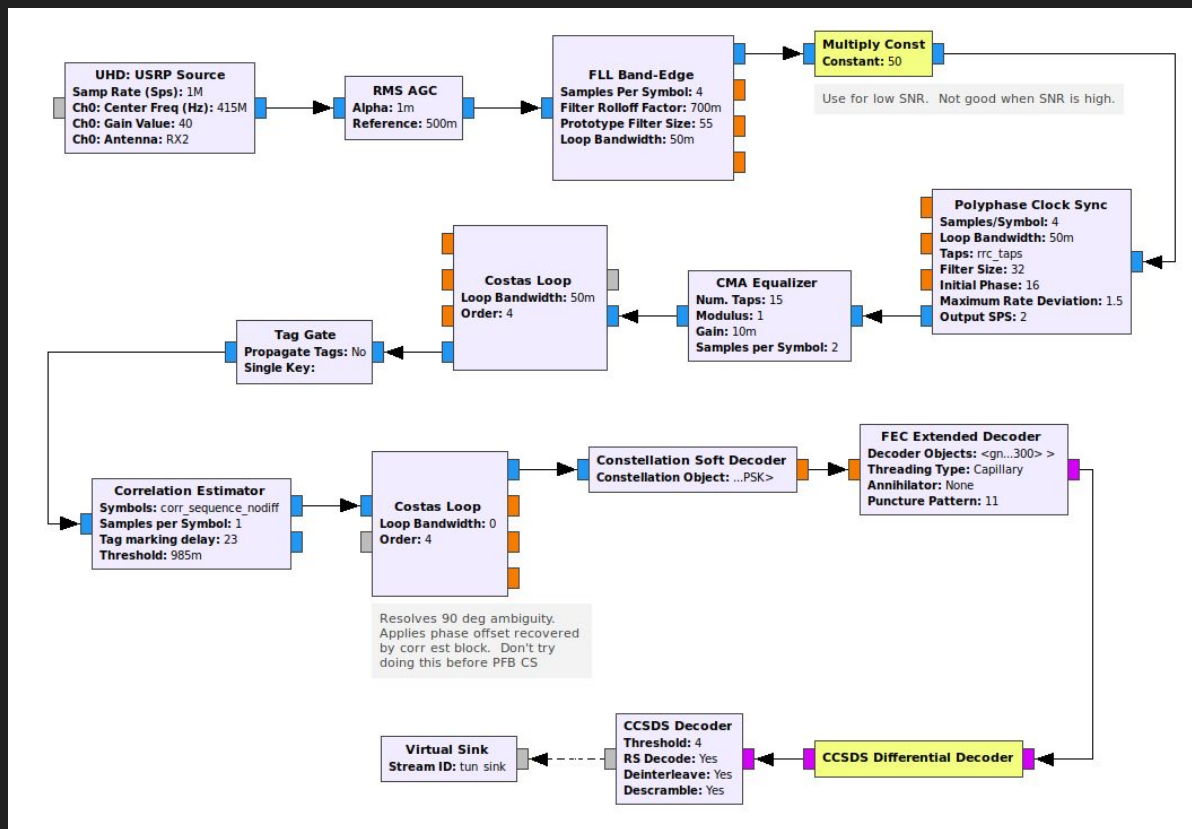 UHD: USRP Source
Samp Rate (Sps): 1M
Ch0: Center Freq (Hz): 415M
Ch0: Gain Value: 40
Ch0: Antenna: RX2
RMS AGC
Alpha: 1m
Reference: 500m
FLL Band-Edge
Samples Per Symbol: 4
Filter Rolloff Factor: 700m
Prototype Filter Size: 55
Loop Bandwidth: 50m
Multiply Const
Constant: 50
Use for low SNR. Not good when SNR is high.
Polyphase Clock Sync
Samples/Symbol: 4
Loop Bandwidth: 50m
Taps: rrc_taps
Filter Size: 32
Initial Phase: 16
Maximum Rate Deviation: 1.5
Output SPS: 2
CMA Equalizer
Num. Taps: 15
Modulus: 1
Gain: 10m
Samples per Symbol: 2
Costas Loop
Loop Bandwidth: 50m
Order: 4
Tag Gate
Propagate Tags: No
Single Key:
Correlation Estimator
Symbols: corr_sequence_nodiff
Samples per Symbol: 1
Tag marking delay: 23
Threshold: 985m
Costas Loop
Loop Bandwidth: 0
Order: 4
Resolves 90 deg ambiguity.
Applies phase offset recovered
by corr est block. Don't try
doing this before PFB CS
Constellation Soft Decoder
Constellation Object: ...PSK>
FEC Extended Decoder
Decoder Objects: <gn...300> >
Threading Type: Capillary
Annihilator: None
Puncture Pattern: 11
CCSDS Differential Decoder
CCSDS Decoder
Threshold: 4
RS Decode: Yes
Deinterleave: Yes
Descramble: Yes
Virtual Sink
Stream ID: tun_sink